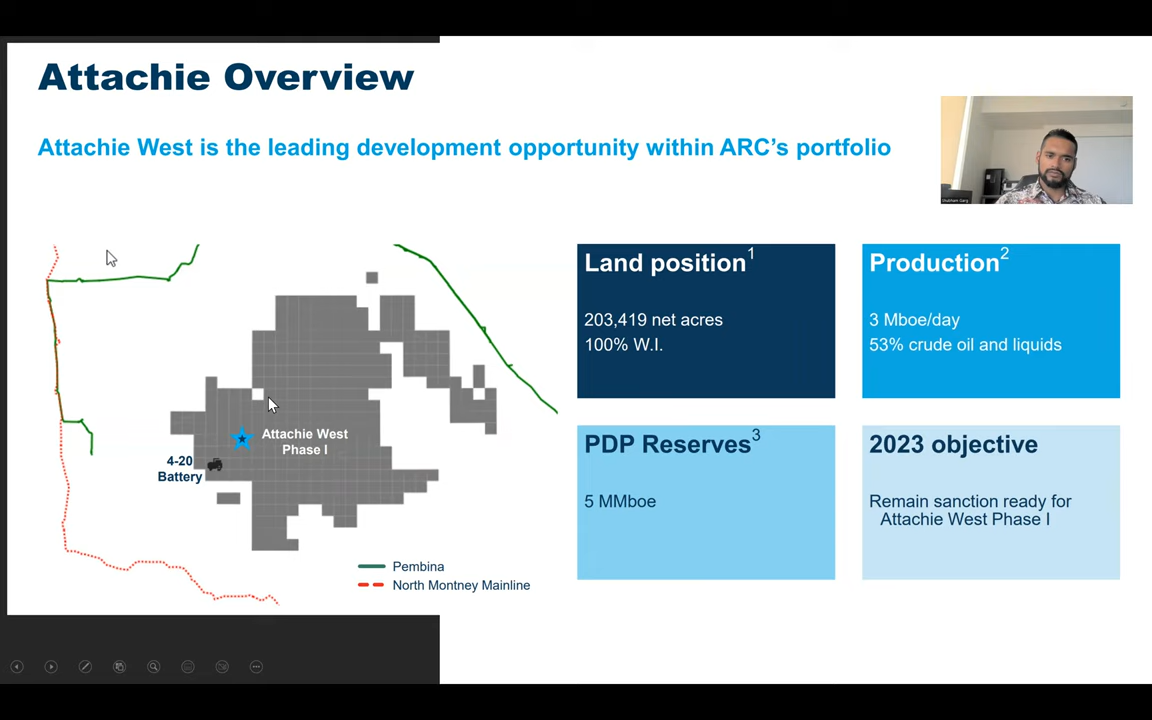 Attachie Overview
Attachie West is the leading development opportunity within ARC's portfolio
Shubham Garg
Land position1
203,419 net acres
100% W.I.
Production2
3 Mboe/day
53% crude oil and liquids
Attachie West
Phase I
4-20
Battery
PDP Reserves3
5 MMboe
2023 objective
Remain sanction ready for
Attachie West Phase I
Pembina
North Montney Mainline